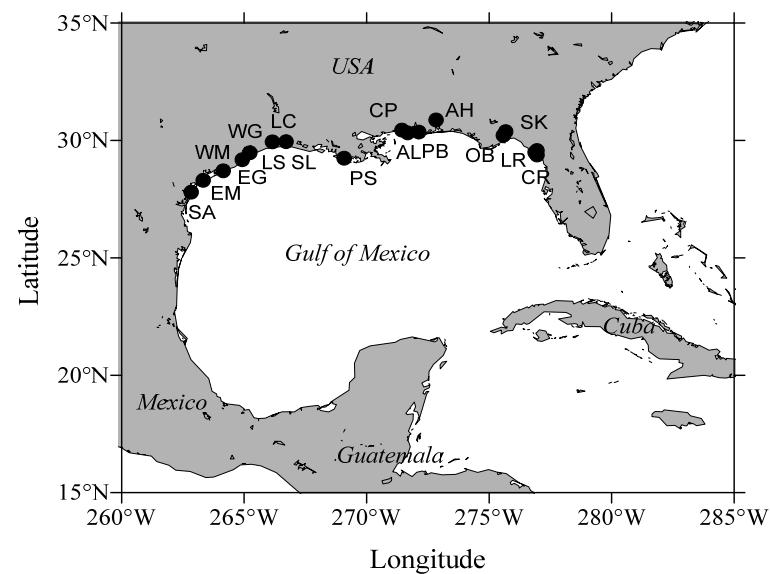 35°N
USA
CP
AH
LC
SK
WG
30°N
WM
LS SL
ALPB
OB
LR
EG
PS
CR
EM
SA
Latitude
Gulf of Mexico
25°N
Cuba
20°N
Mexico
Guatemala
15°N
260°W
265°W
270°W
275°W
280°W
285°W
Longitude